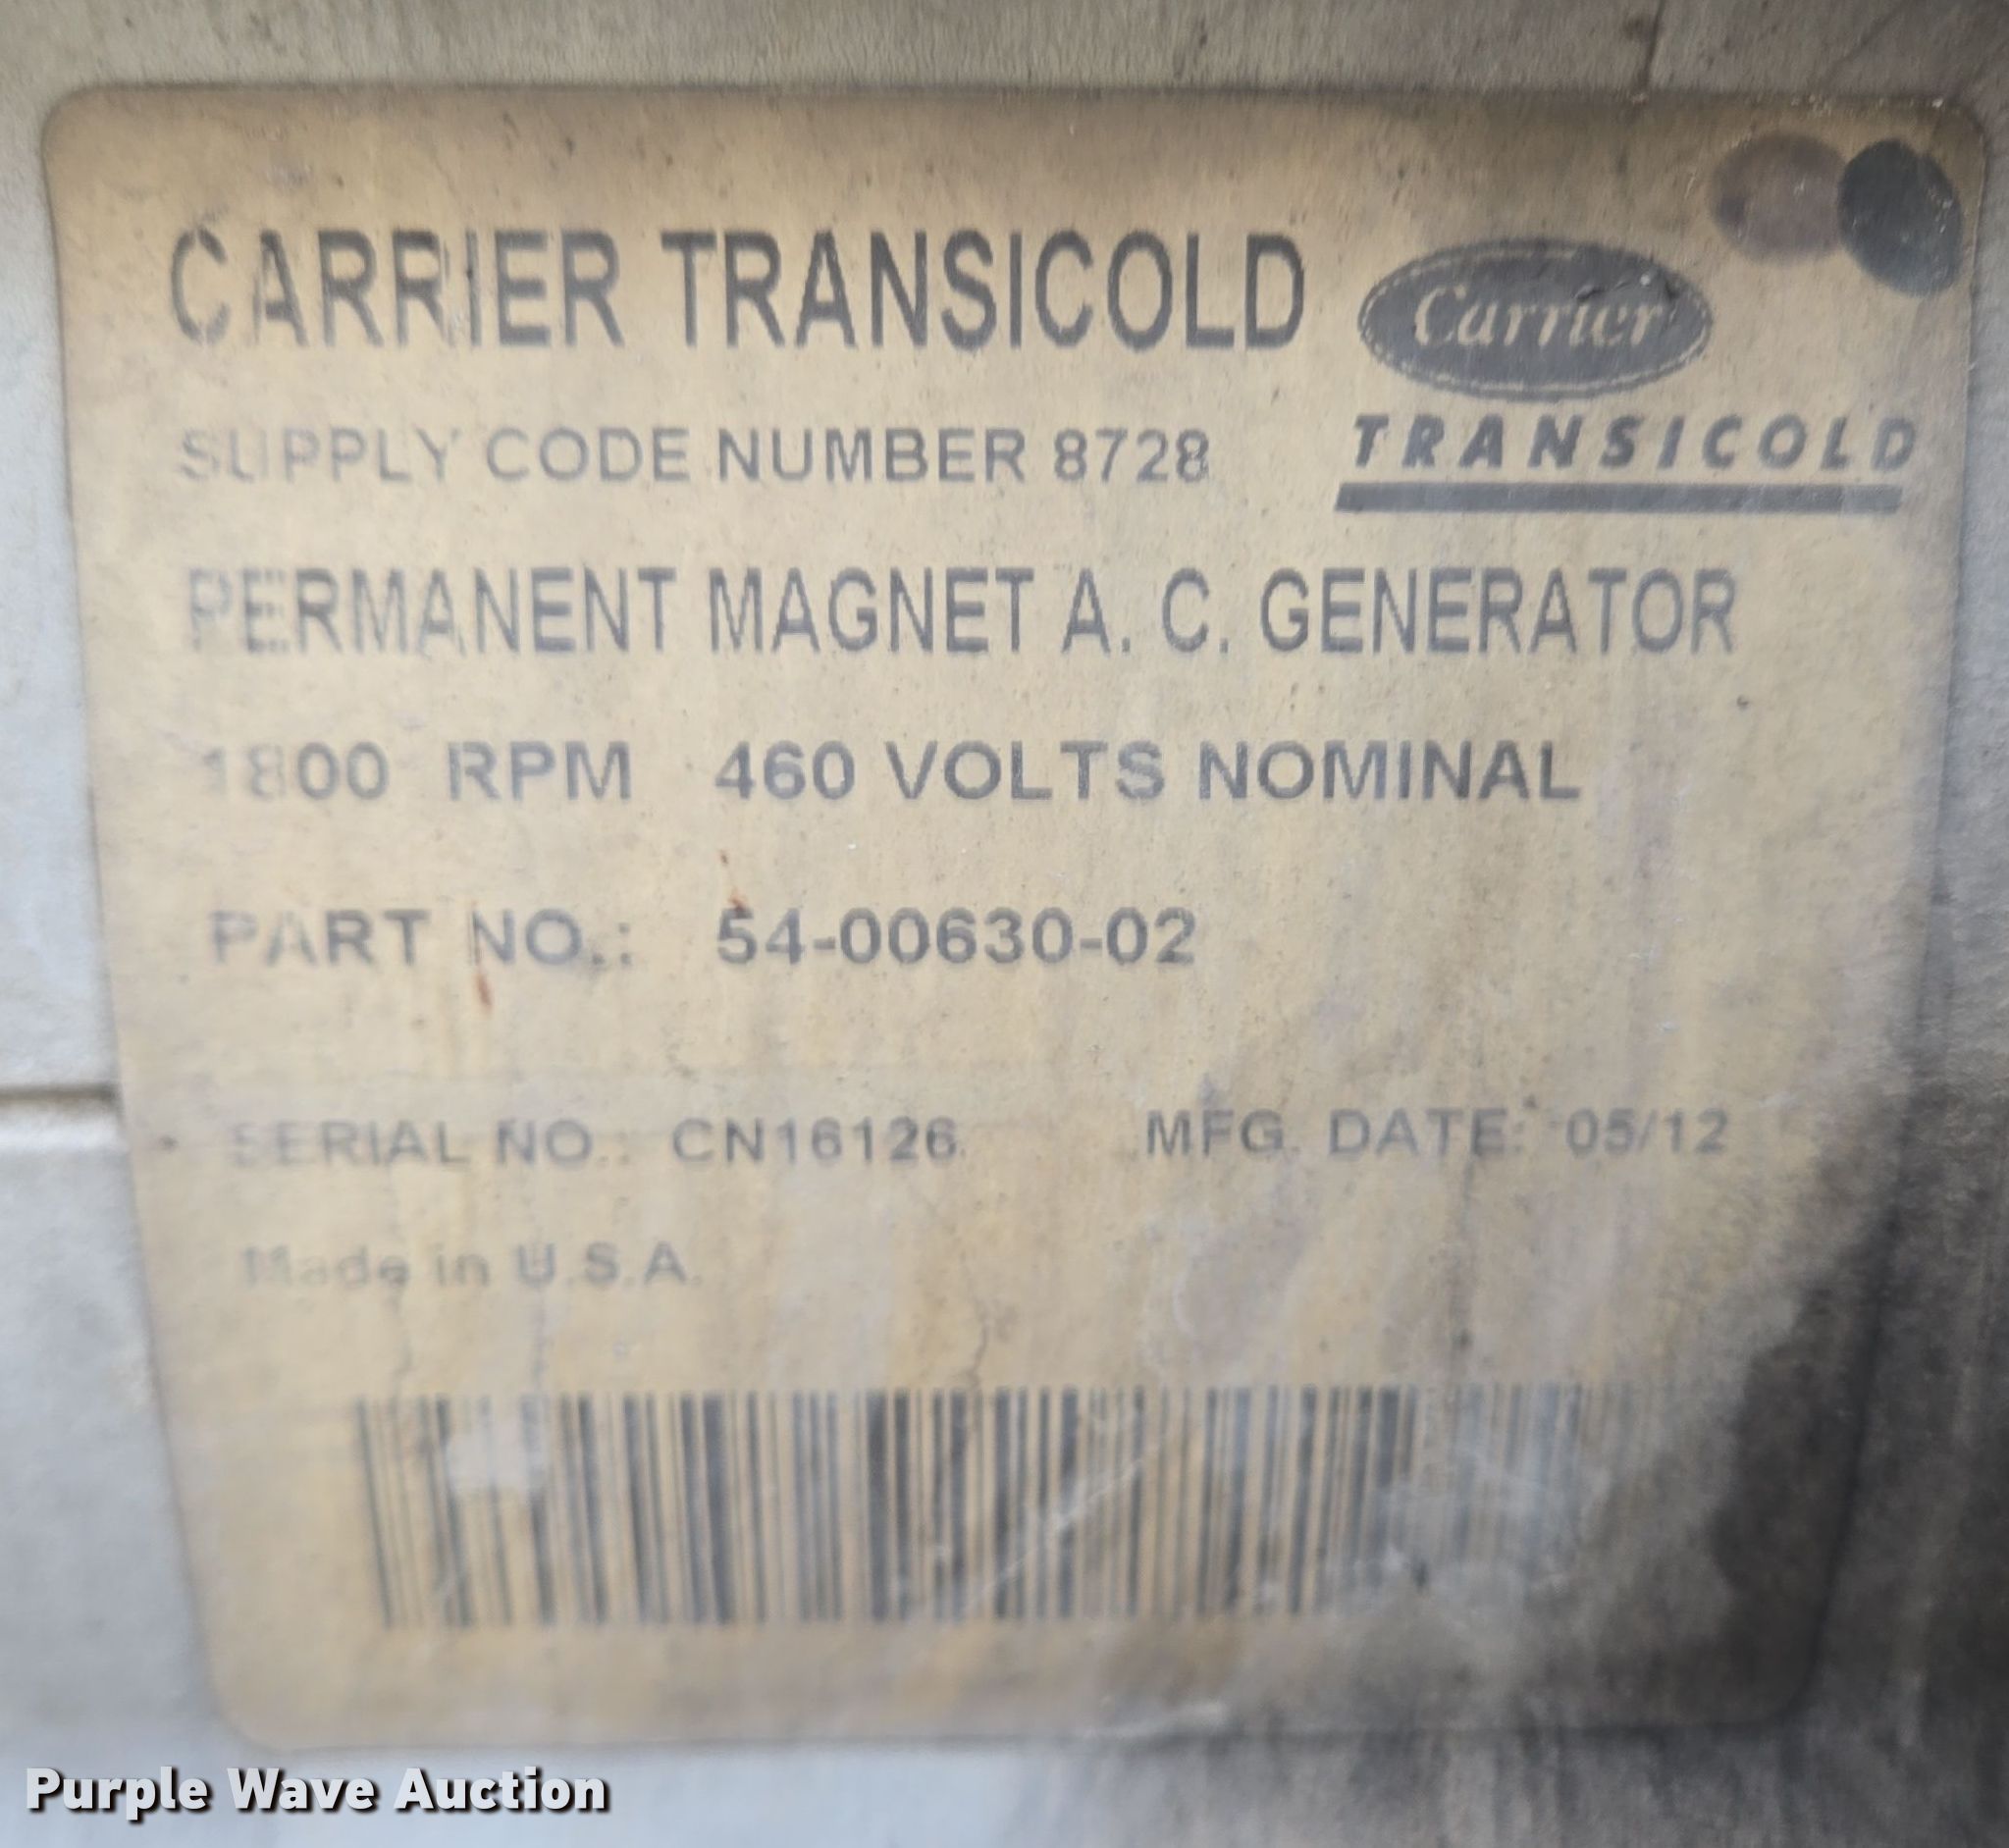 CARRIER TRANSICOLD
Carrier
TRANSICOLD
SUPPLY CODE NUMBER 8728
PERMANENT MAGNET A. C. GENERATOR
1800 RPM 460 VOLTS NOMINAL
PART NO.: 54-00630-02
SERIAL NO.: CN16126 MFG. DATE: 05/12
Made in U.S.A.
Purple Wave Auction